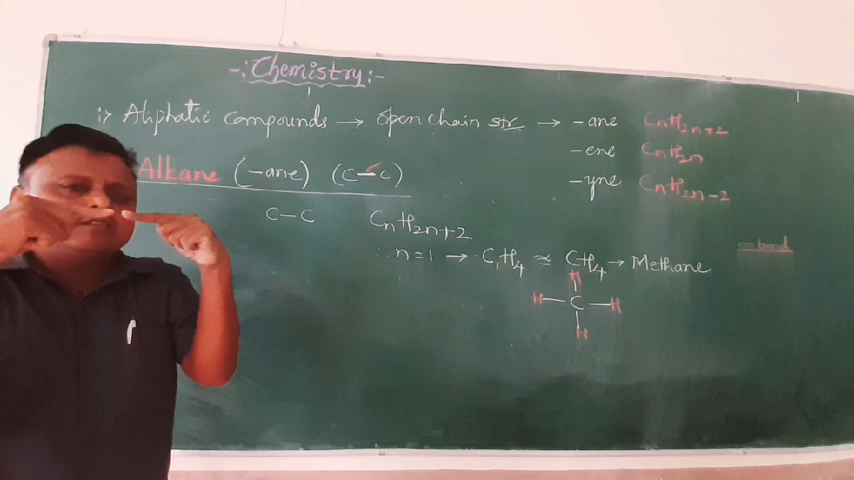 -: Chemistry :-
i> Aliphatic compounds → open chain str → -ane CnH2n+2
-ene CnH2n
-yne CnH2n-2
Alkane (-ane) (C-C)
C-C CnH2n+2
∴ n=1 → C1H4 ≈ CH4 → Methane
H
H-C-H
H